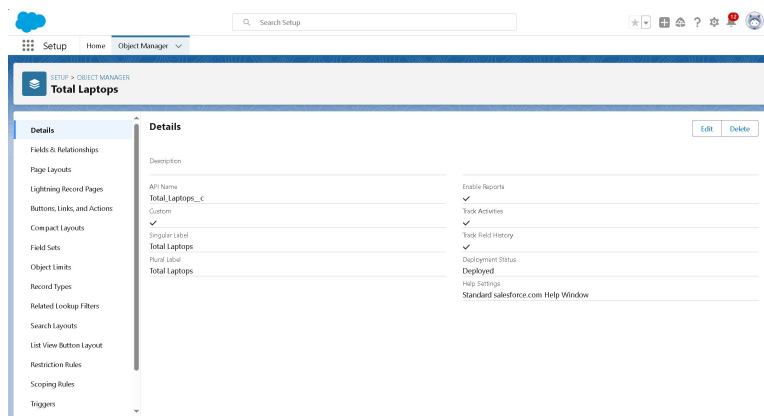 Search Setup
12
Setup Home Object Manager
SETUP > OBJECT MANAGER
Total Laptops
Details
Fields & Relationships
Page Layouts
Lightning Record Pages
Buttons, Links, and Actions
Compact Layouts
Field Sets
Object Limits
Record Types
Related Lookup Filters
Search Layouts
List View Button Layout
Restriction Rules
Scoping Rules
Triggers
Details
Edit Delete
Description
API Name
Total_Laptops__c
Custom
Singular Label
Total Laptops
Plural Label
Total Laptops
Enable Reports
Track Activities
Track Field History
Deployment Status
Deployed
Help Settings
Standard salesforce.com Help Window